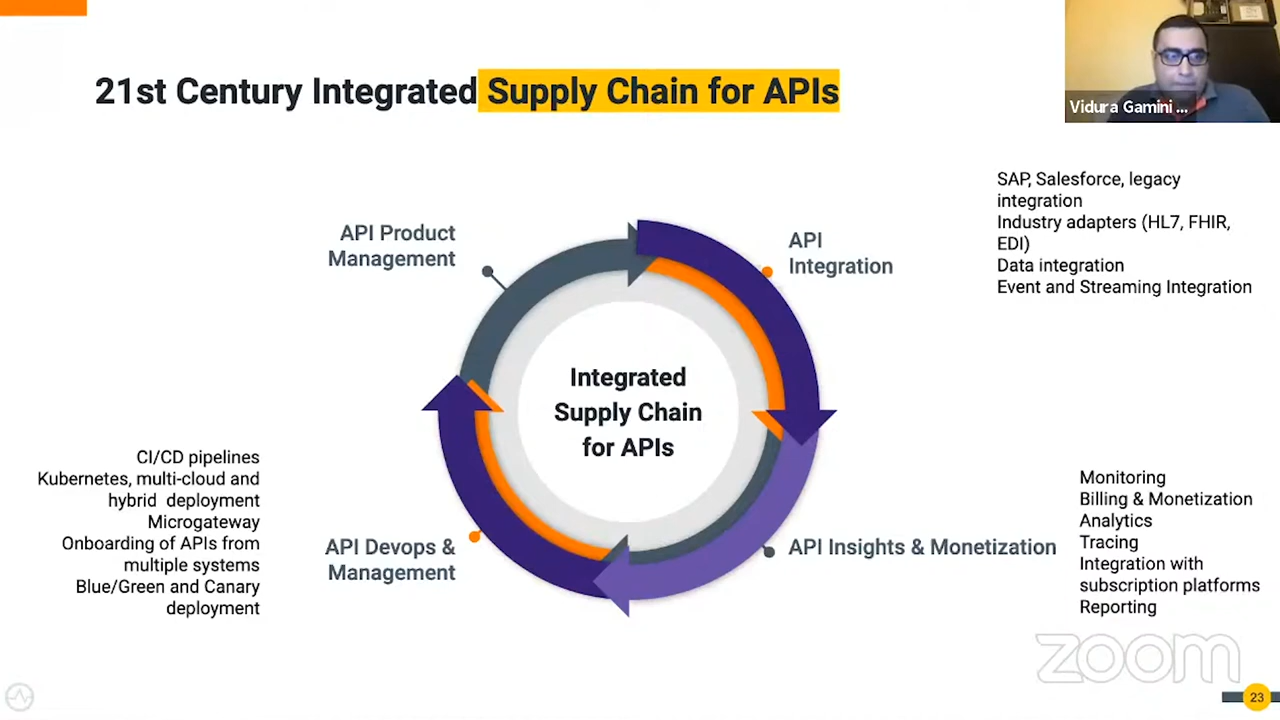 21st Century Integrated Supply Chain for APIs
Vidura Gamini ...
SAP, Salesforce, legacy
integration
Industry adapters (HL7, FHIR,
EDI)
Data integration
Event and Streaming Integration
API Product
Management
API
Integration
Integrated
Supply Chain
for APIs
CI/CD pipelines
Kubernetes, multi-cloud and
hybrid deployment
Microgateway
Onboarding of APIs from
multiple systems
Blue/Green and Canary
deployment
API Devops &
Management
API Insights & Monetization
Monitoring
Billing & Monetization
Analytics
Tracing
Integration with
subscription platforms
Reporting
zoom
23